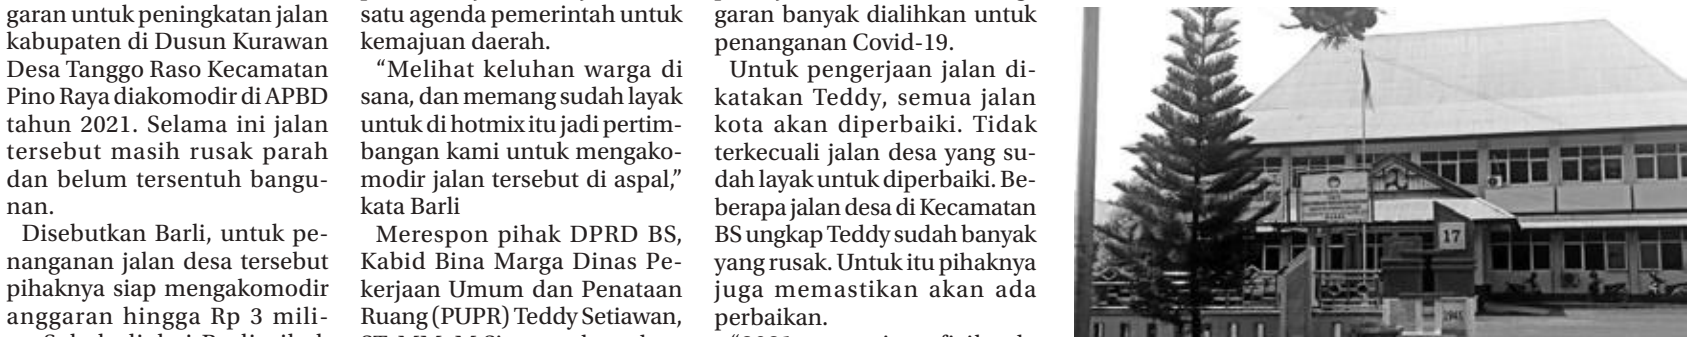 garan untuk peningkatan jalan
kabupaten di Dusun Kurawan
Desa Tanggo Raso Kecamatan
Pino Raya diakomodir di APBD
tahun 2021. Selama ini jalan
tersebut masih rusak parah
dan belum tersentuh bangu-
nan.
Disebutkan Barli, untuk pe-
nanganan jalan desa tersebut
pihaknya siap mengakomodir
anggaran hingga Rp 3 mili-
satu agenda pemerintah untuk
kemajuan daerah.
“Melihat keluhan warga di
sana, dan memang sudah layak
untuk di hotmix itu jadi pertim-
bangan kami untuk mengako-
modir jalan tersebut di aspal,”
kata Barli
Merespon pihak DPRD BS,
Kabid Bina Marga Dinas Pe-
kerjaan Umum dan Penataan
Ruang (PUPR) Teddy Setiawan,
garan banyak dialihkan untuk
penanganan Covid-19.
Untuk pengerjaan jalan di-
katakan Teddy, semua jalan
kota akan diperbaiki. Tidak
terkecuali jalan desa yang su-
dah layak untuk diperbaiki. Be-
berapa jalan desa di Kecamatan
BS ungkap Teddy sudah banyak
yang rusak. Untuk itu pihaknya
juga memastikan akan ada
perbaikan.
17
1945